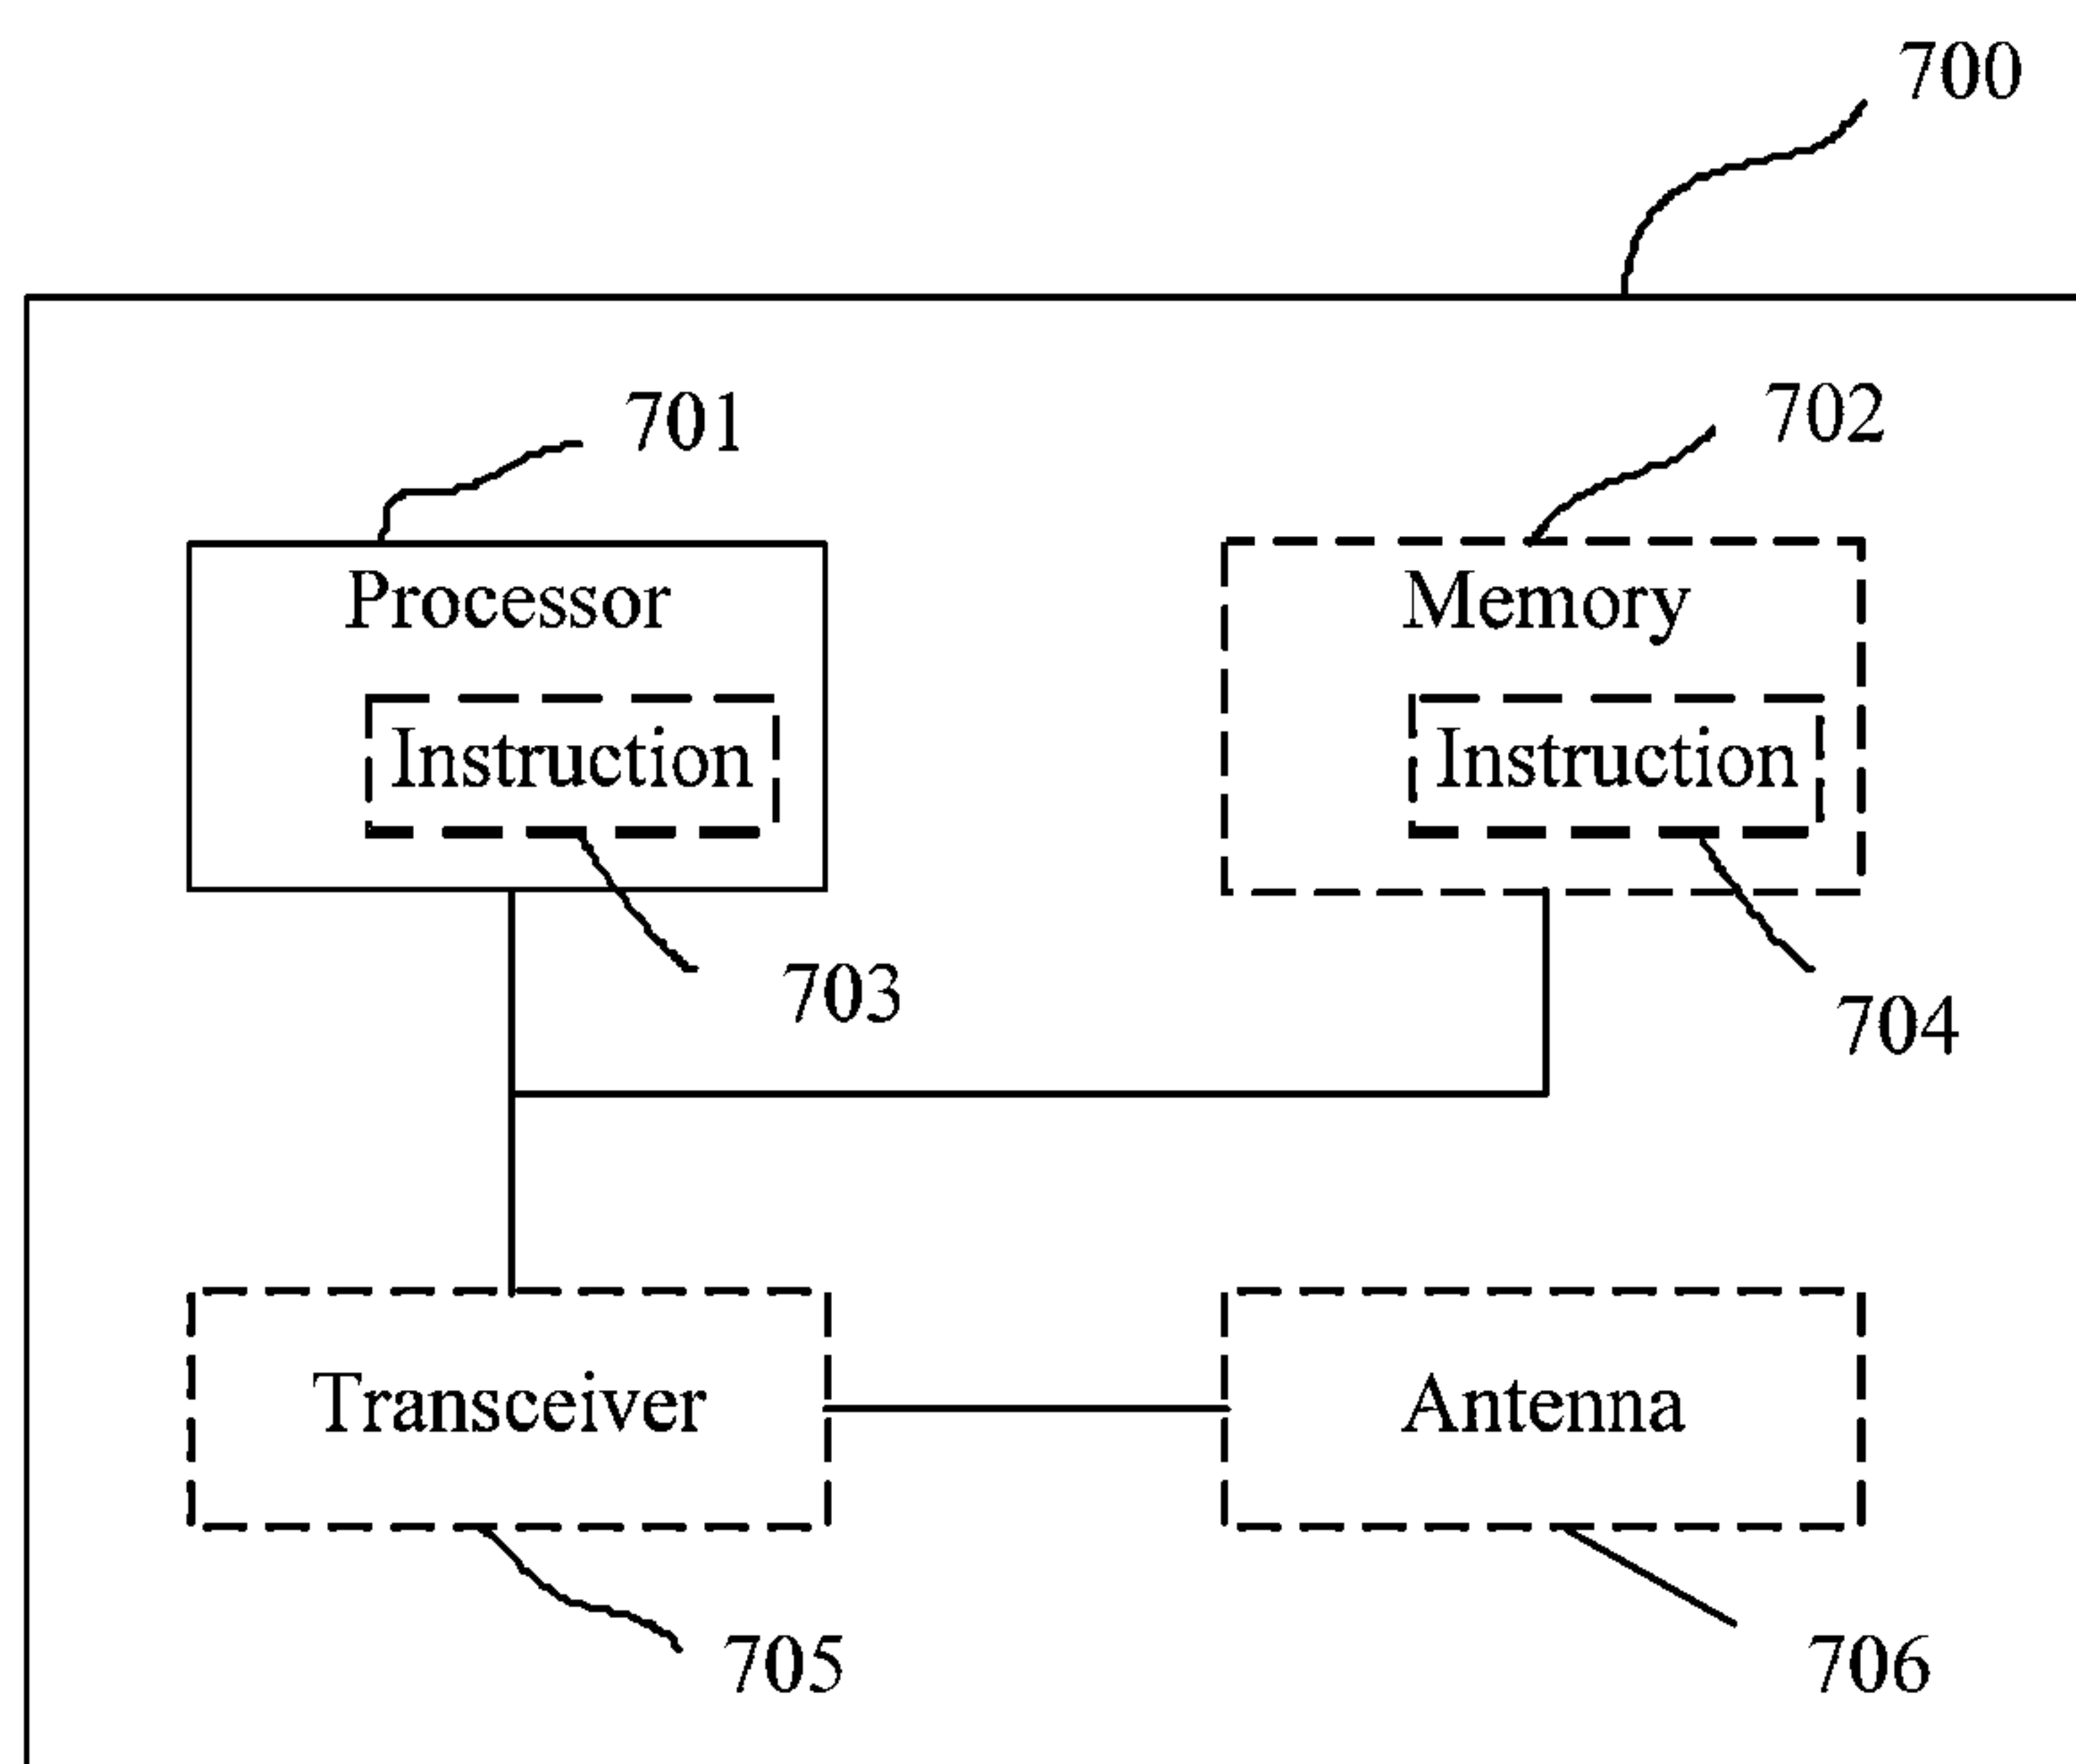 700
701
702
Processor
Memory
Instruction
Instruction
703
704
Transceiver
Antenna
705
706